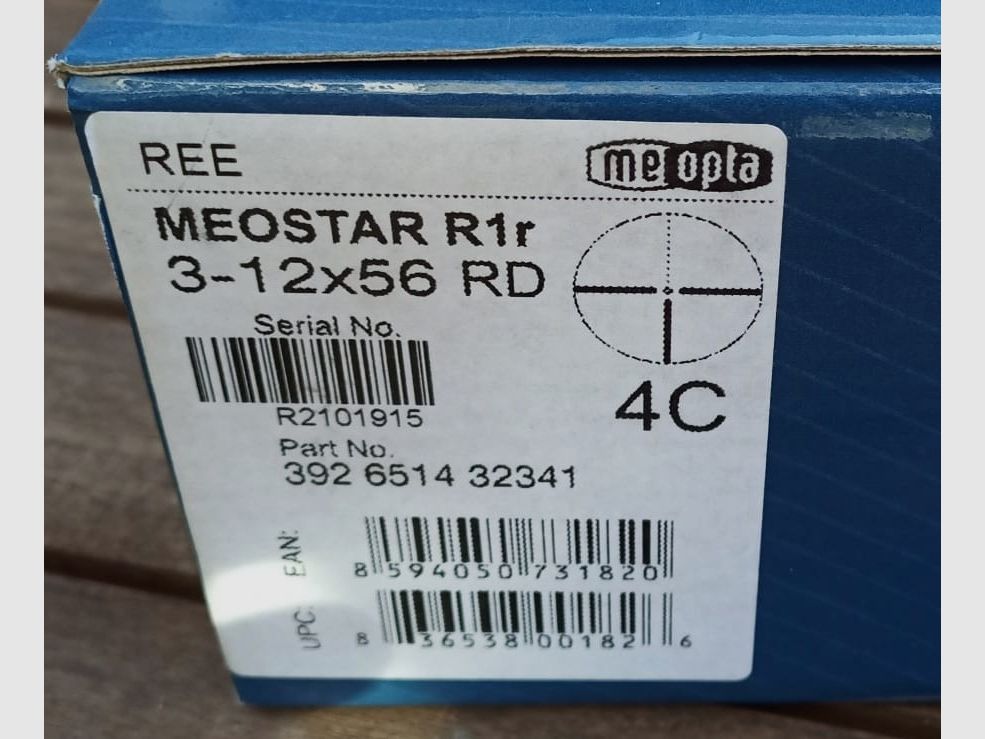 REE
meopta
MEOSTAR R1r
3-12x56 RD
Serial No.
R2101915
4C
Part No.
392 6514 32341
EAN:
8 594050 731820
UPC:
8 36538 00182 6